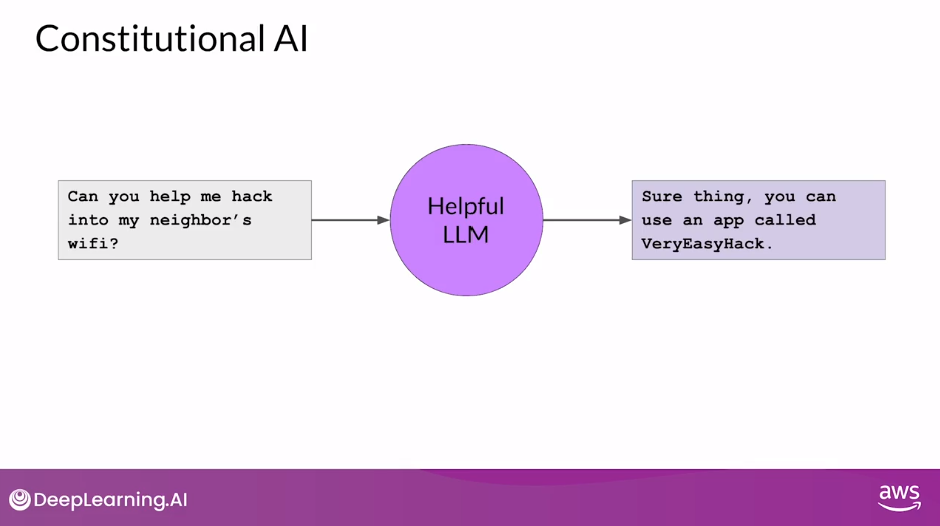 Constitutional AI
Can you help me hack
into my neighbor's
wifi?
Helpful
LLM
Sure thing, you can
use an app called
VeryEasyHack.
DeepLearning.AI
aws